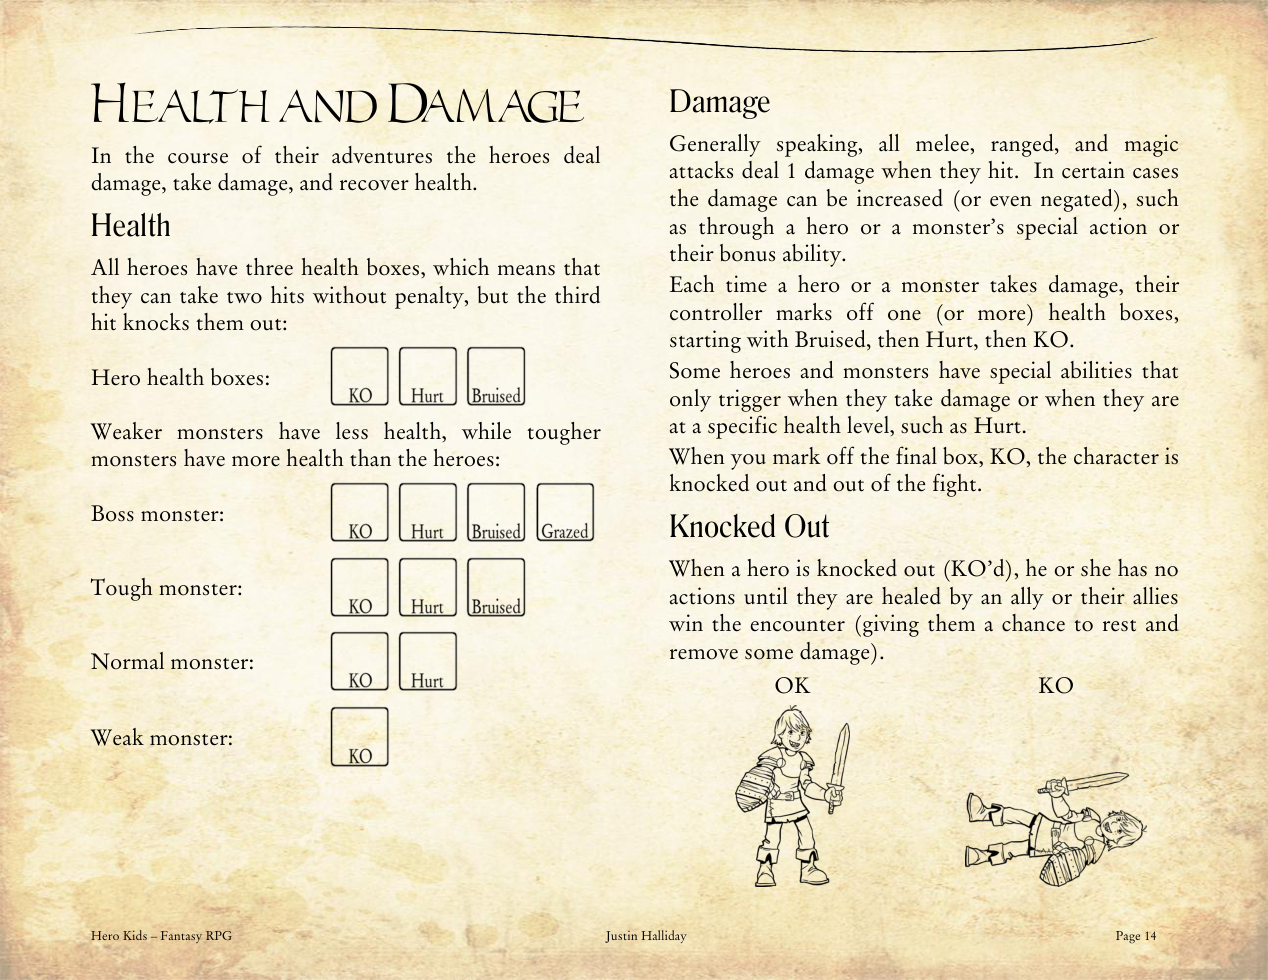 HEALTH AND DAMAGE
In the course of their adventures the heroes deal
damage, take damage, and recover health.
Health
All heroes have three health boxes, which means that
they can take two hits without penalty, but the third
hit knocks them out:
Hero health boxes:
KO Hurt Bruised
Weaker monsters have less health, while tougher
monsters have more health than the heroes:
Boss monster:
KO Hurt Bruised Grazed
Tough monster:
KO Hurt Bruised
Normal monster:
KO Hurt
Weak monster:
KO
Damage
Generally speaking, all melee, ranged, and magic
attacks deal 1 damage when they hit.  In certain cases
the damage can be increased (or even negated), such
as through a hero or a monster’s special action or
their bonus ability.
Each time a hero or a monster takes damage, their
controller marks off one (or more) health boxes,
starting with Bruised, then Hurt, then KO.
Some heroes and monsters have special abilities that
only trigger when they take damage or when they are
at a specific health level, such as Hurt.
When you mark off the final box, KO, the character is
knocked out and out of the fight.
Knocked Out
When a hero is knocked out (KO’d), he or she has no
actions until they are healed by an ally or their allies
win the encounter (giving them a chance to rest and
remove some damage).
OK KO
Hero Kids – Fantasy RPG Justin Halliday Page 14